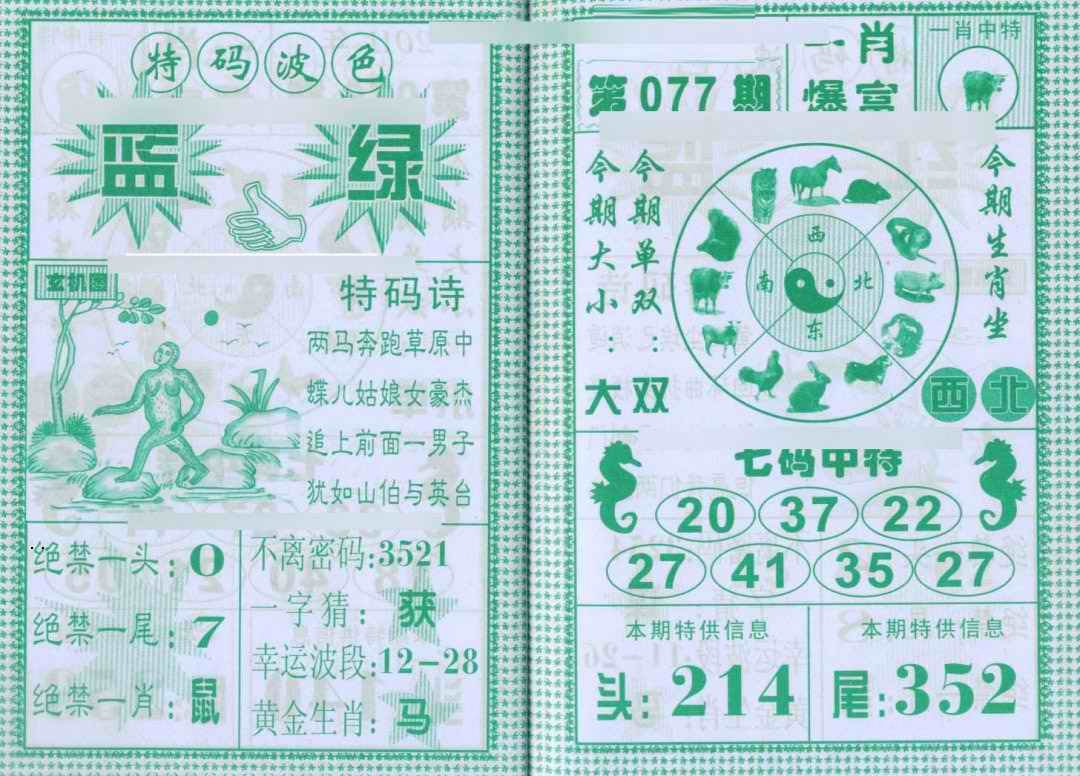 特码波色
蓝 绿
玄机图
特码诗
两马奔跑草原中
蝶儿姑娘女豪杰
追上前面一男子
犹如山伯与英台
绝禁一头:0
绝禁一尾:7
绝禁一肖:鼠
不离密码:3521
一字猜:获
幸运波段:12-28
黄金生肖:马
第077期
一肖
爆富
一肖中特
今期大小:大
今期单双:双
西
南 北
东
今期生肖坐
西北
七码中特
20 37 22
27 41 35 27
本期特供信息
头:214
本期特供信息
尾:352